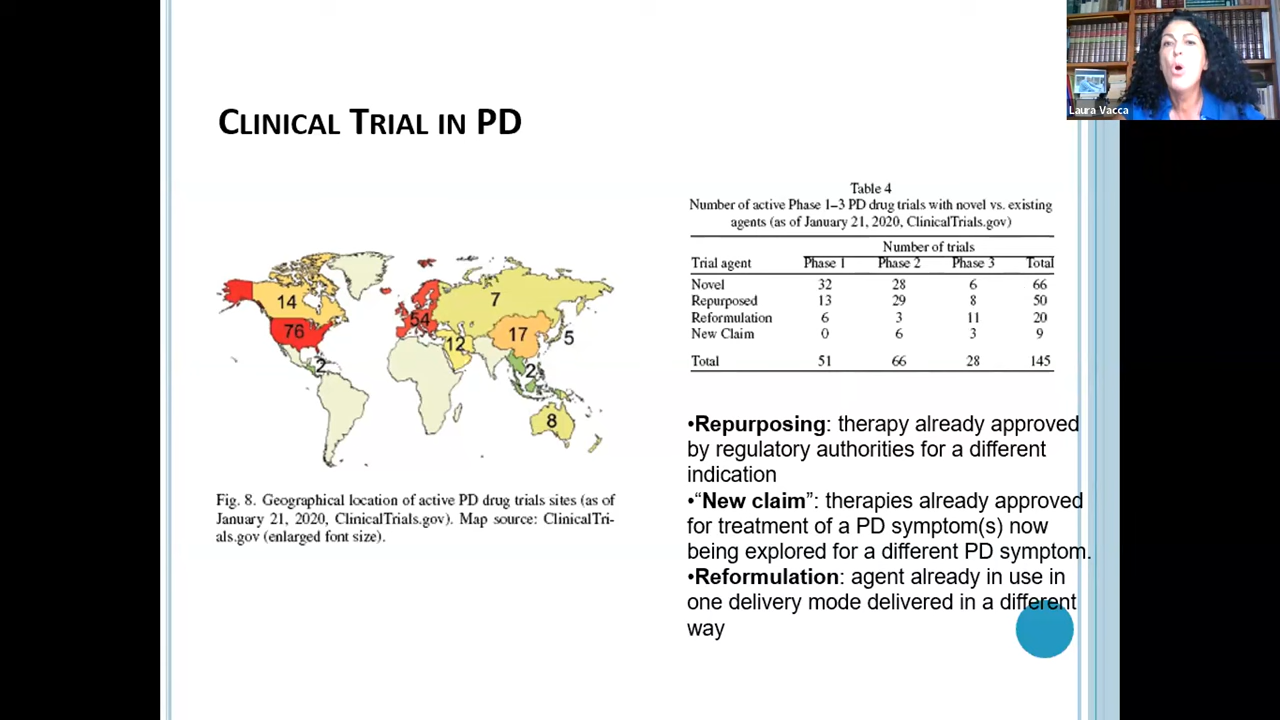 Laura Vacca
CLINICAL TRIAL IN PD
14
76
2
54
7
12
17
5
2
8
Fig. 8. Geographical location of active PD drug trials sites (as of
January 21, 2020, ClinicalTrials.gov). Map source: ClinicalTri-
als.gov (enlarged font size).
Table 4
Number of active Phase 1–3 PD drug trials with novel vs. existing
agents (as of January 21, 2020, ClinicalTrials.gov)
Number of trials
Trial agent Phase 1 Phase 2 Phase 3 Total
Novel 32 28 6 66
Repurposed 13 29 8 50
Reformulation 6 3 11 20
New Claim 0 6 3 9
Total 51 66 28 145
•Repurposing: therapy already approved
by regulatory authorities for a different
indication
•“New claim”: therapies already approved
for treatment of a PD symptom(s) now
being explored for a different PD symptom.
•Reformulation: agent already in use in
one delivery mode delivered in a different
way